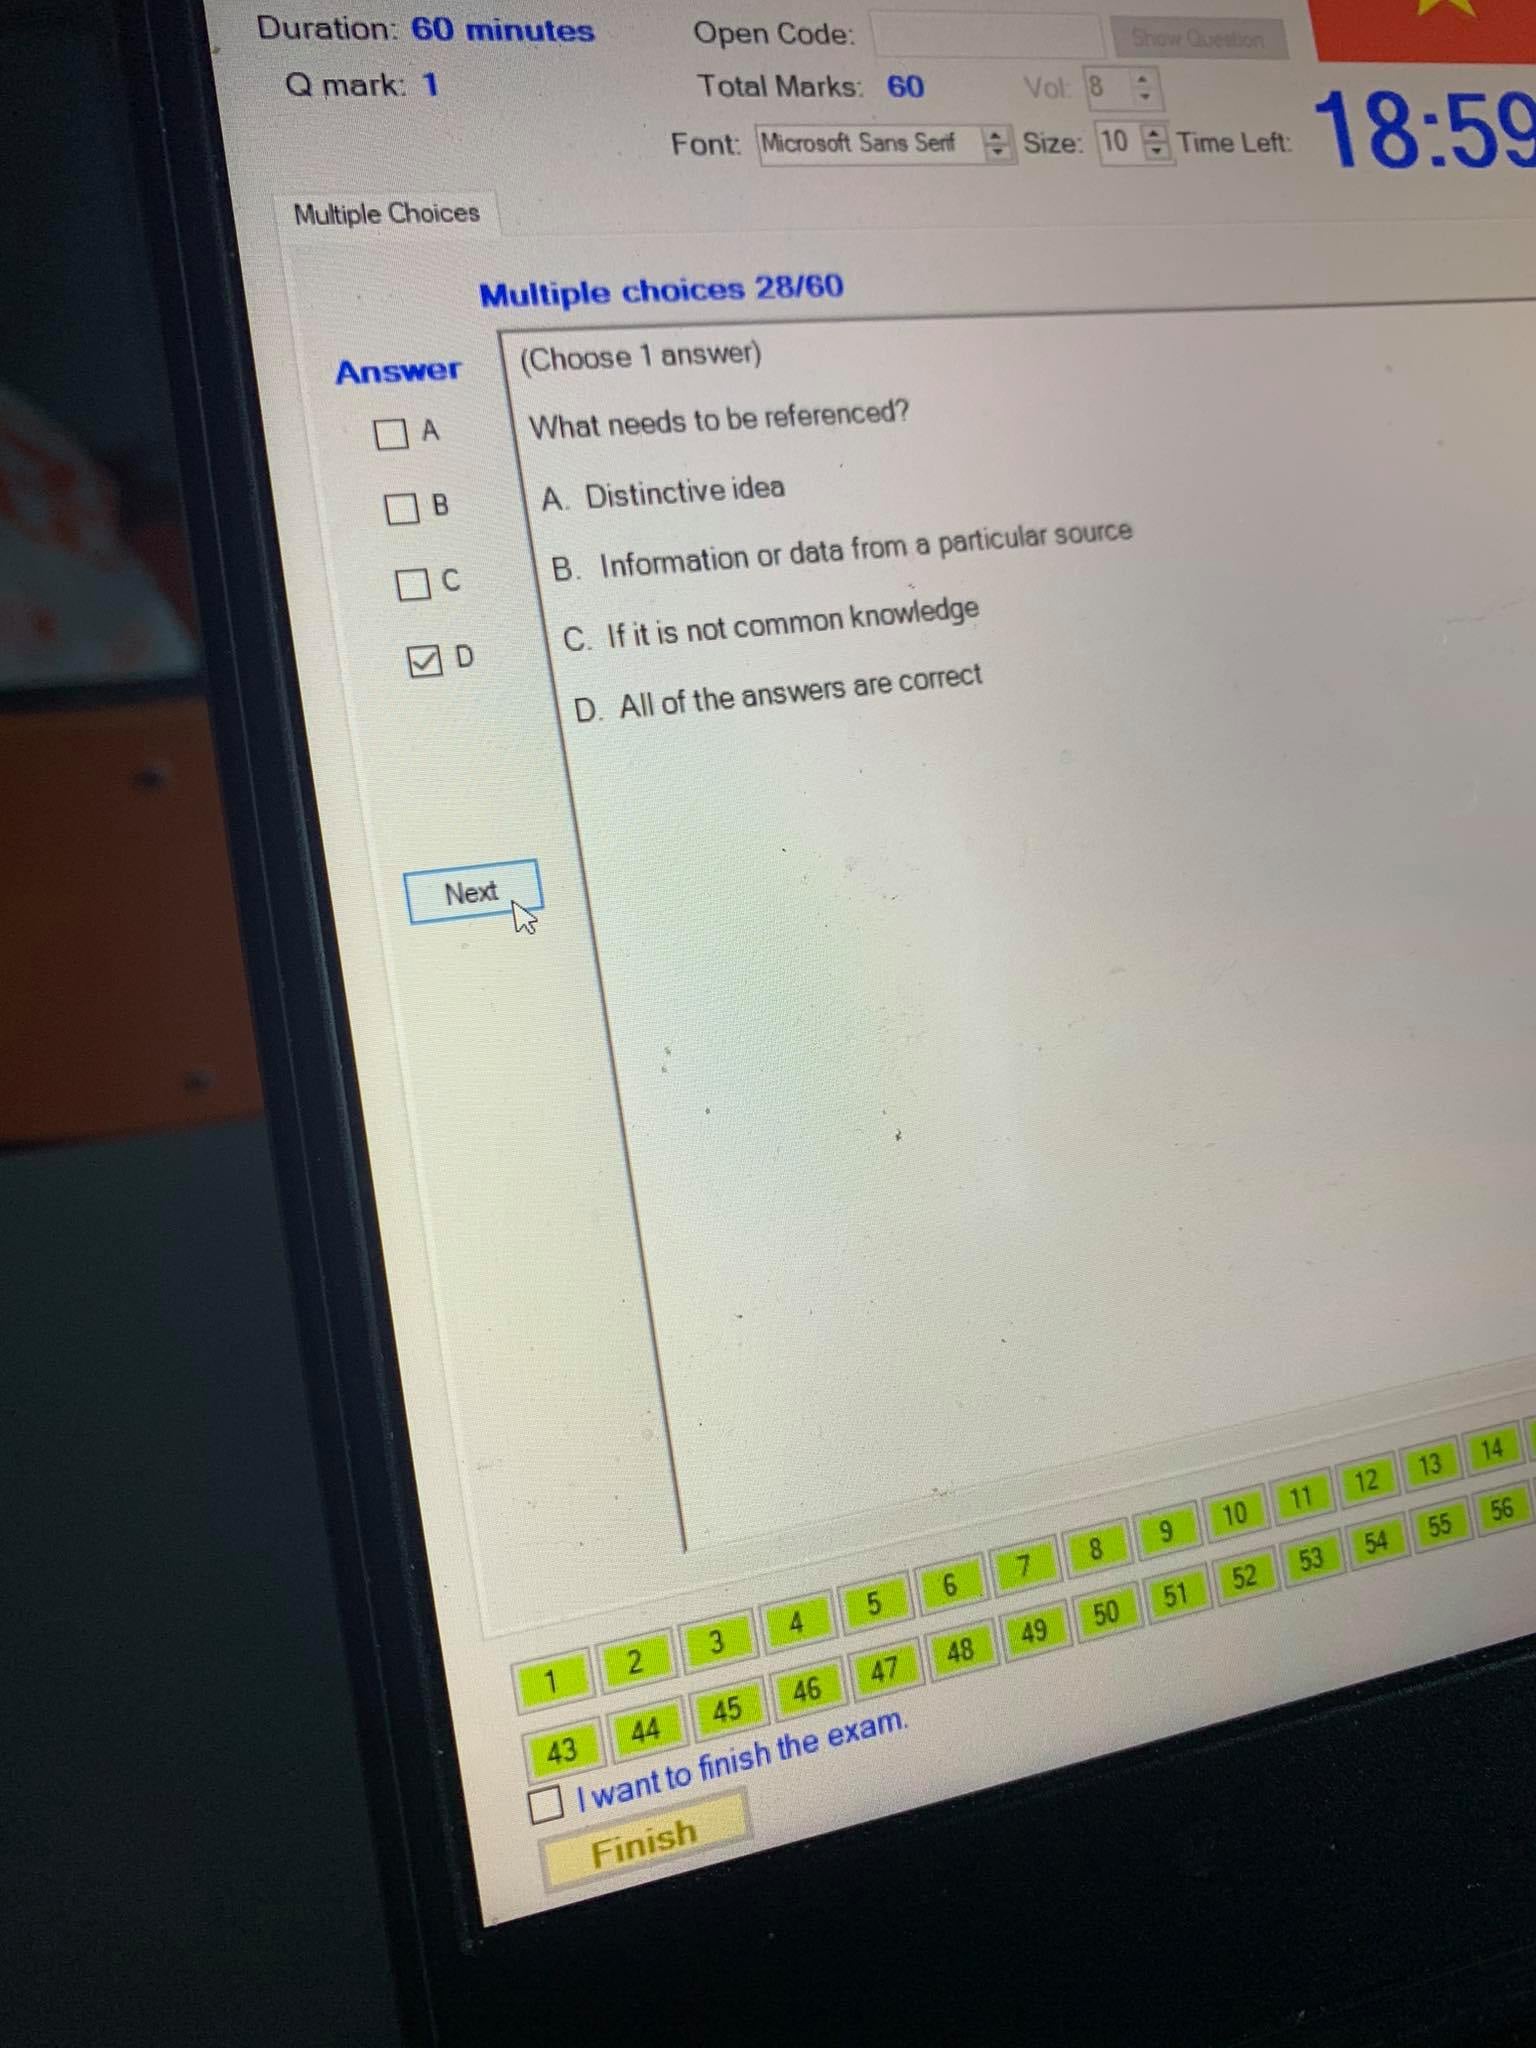 Duration: 60 minutes
Open Code:
Show Question
Q mark: 1
Total Marks: 60
Vol: 8
Font: Microsoft Sans Serif
Size: 10
Time Left: 18:59
Multiple Choices
Multiple choices 28/60
Answer
(Choose 1 answer)
What needs to be referenced?
A
B
C
D
A. Distinctive idea
B. Information or data from a particular source
C. If it is not common knowledge
D. All of the answers are correct
Next
1 2 3 4 5 6 7 8 9 10 11 12 13 14
43 44 45 46 47 48 49 50 51 52 53 54 55 56
I want to finish the exam.
Finish